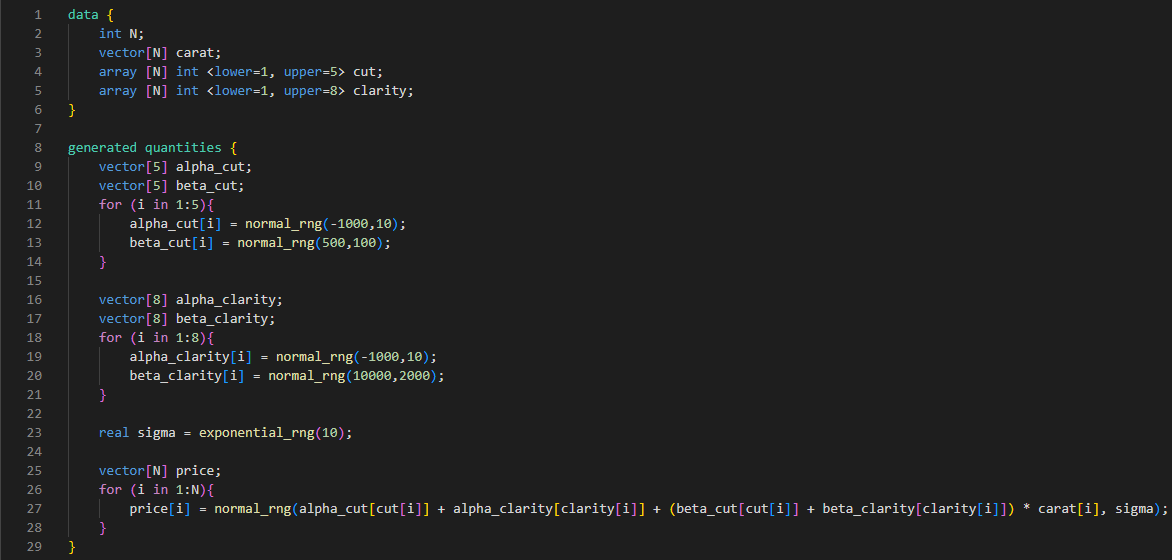 1 data {
2     int N;
3     vector[N] carat;
4     array [N] int <lower=1, upper=5> cut;
5     array [N] int <lower=1, upper=8> clarity;
6 }
7
8 generated quantities {
9     vector[5] alpha_cut;
10     vector[5] beta_cut;
11     for (i in 1:5){
12         alpha_cut[i] = normal_rng(-1000,10);
13         beta_cut[i] = normal_rng(500,100);
14     }
15
16     vector[8] alpha_clarity;
17     vector[8] beta_clarity;
18     for (i in 1:8){
19         alpha_clarity[i] = normal_rng(-1000,10);
20         beta_clarity[i] = normal_rng(10000,2000);
21     }
22
23     real sigma = exponential_rng(10);
24
25     vector[N] price;
26     for (i in 1:N){
27         price[i] = normal_rng(alpha_cut[cut[i]] + alpha_clarity[clarity[i]] + (beta_cut[cut[i]] + beta_clarity[clarity[i]]) * carat[i], sigma);
28     }
29 }